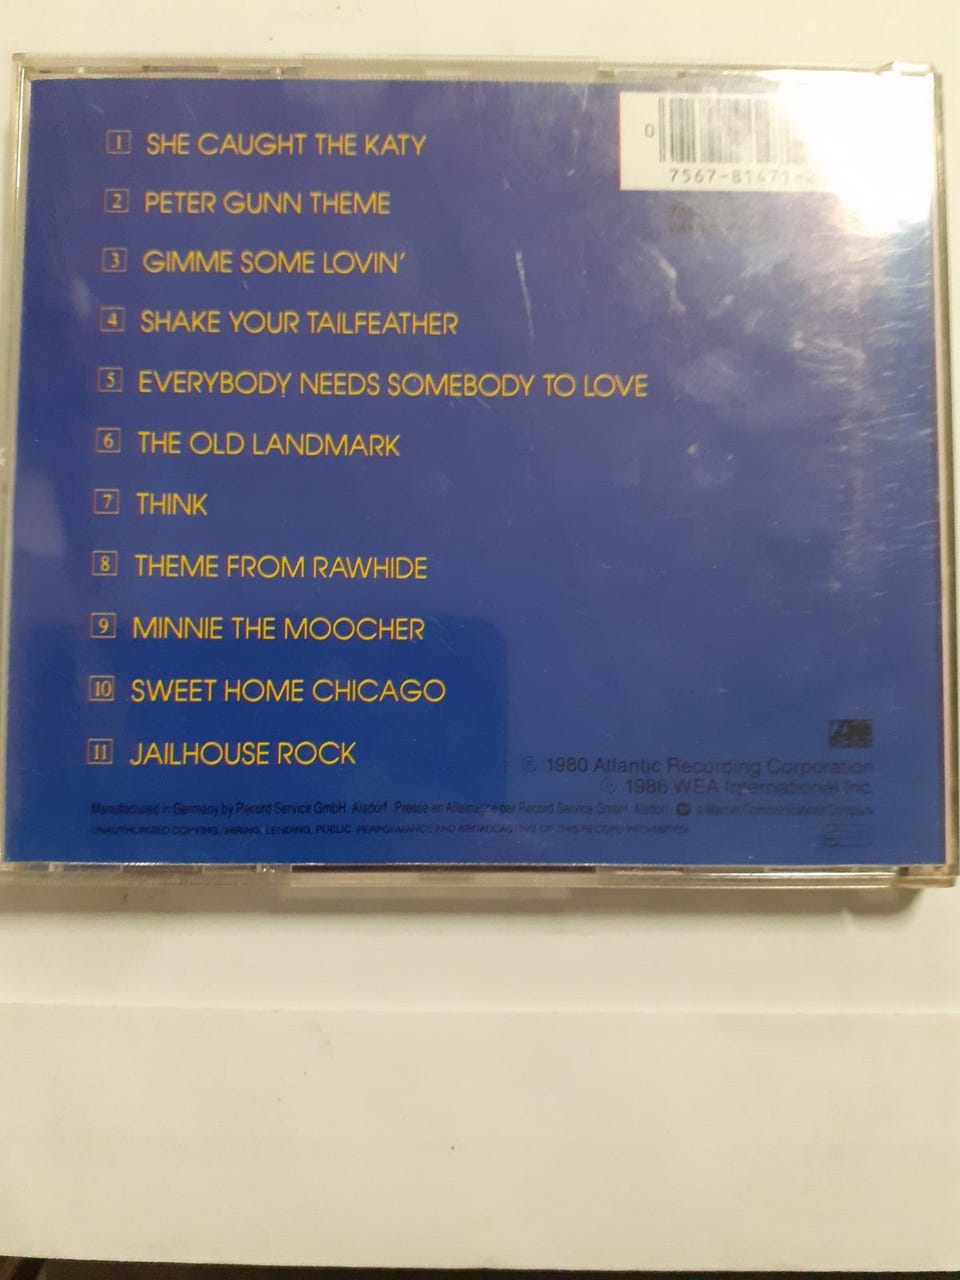 1 SHE CAUGHT THE KATY
2 PETER GUNN THEME
3 GIMME SOME LOVIN'
4 SHAKE YOUR TAILFEATHER
5 EVERYBODY NEEDS SOMEBODY TO LOVE
6 THE OLD LANDMARK
7 THINK
8 THEME FROM RAWHIDE
9 MINNIE THE MOOCHER
10 SWEET HOME CHICAGO
11 JAILHOUSE ROCK
0
7567-81471-2
℗ 1980 Atlantic Recording Corporation
℗ 1986 WEA International Inc.
Manufactured in Germany by Record Service GmbH, Alsdorf. Presse en Allemagne par Record Service GmbH, Alsdorf. a Warner Communications Company
UNAUTHORIZED COPYING, HIRING, LENDING, PUBLIC PERFORMANCE AND BROADCASTING OF THIS RECORD PROHIBITED